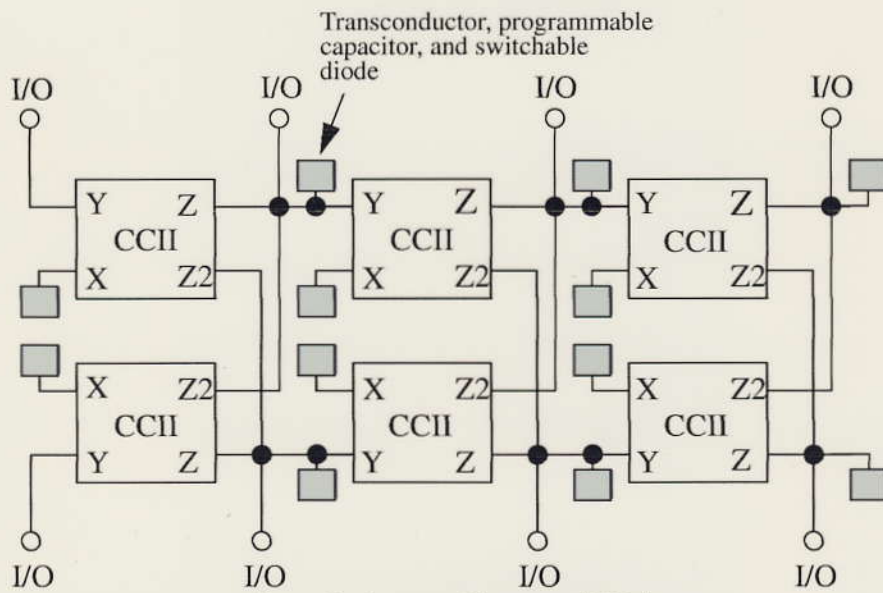 Transconductor, programmable
capacitor, and switchable
diode
I/O I/O I/O I/O
Y Z Y Z Y Z
CCII CCII CCII
X Z2 X Z2 X Z2
X Z2 X Z2 X Z2
CCII CCII CCII
Y Z Y Z Y Z
I/O I/O I/O I/O